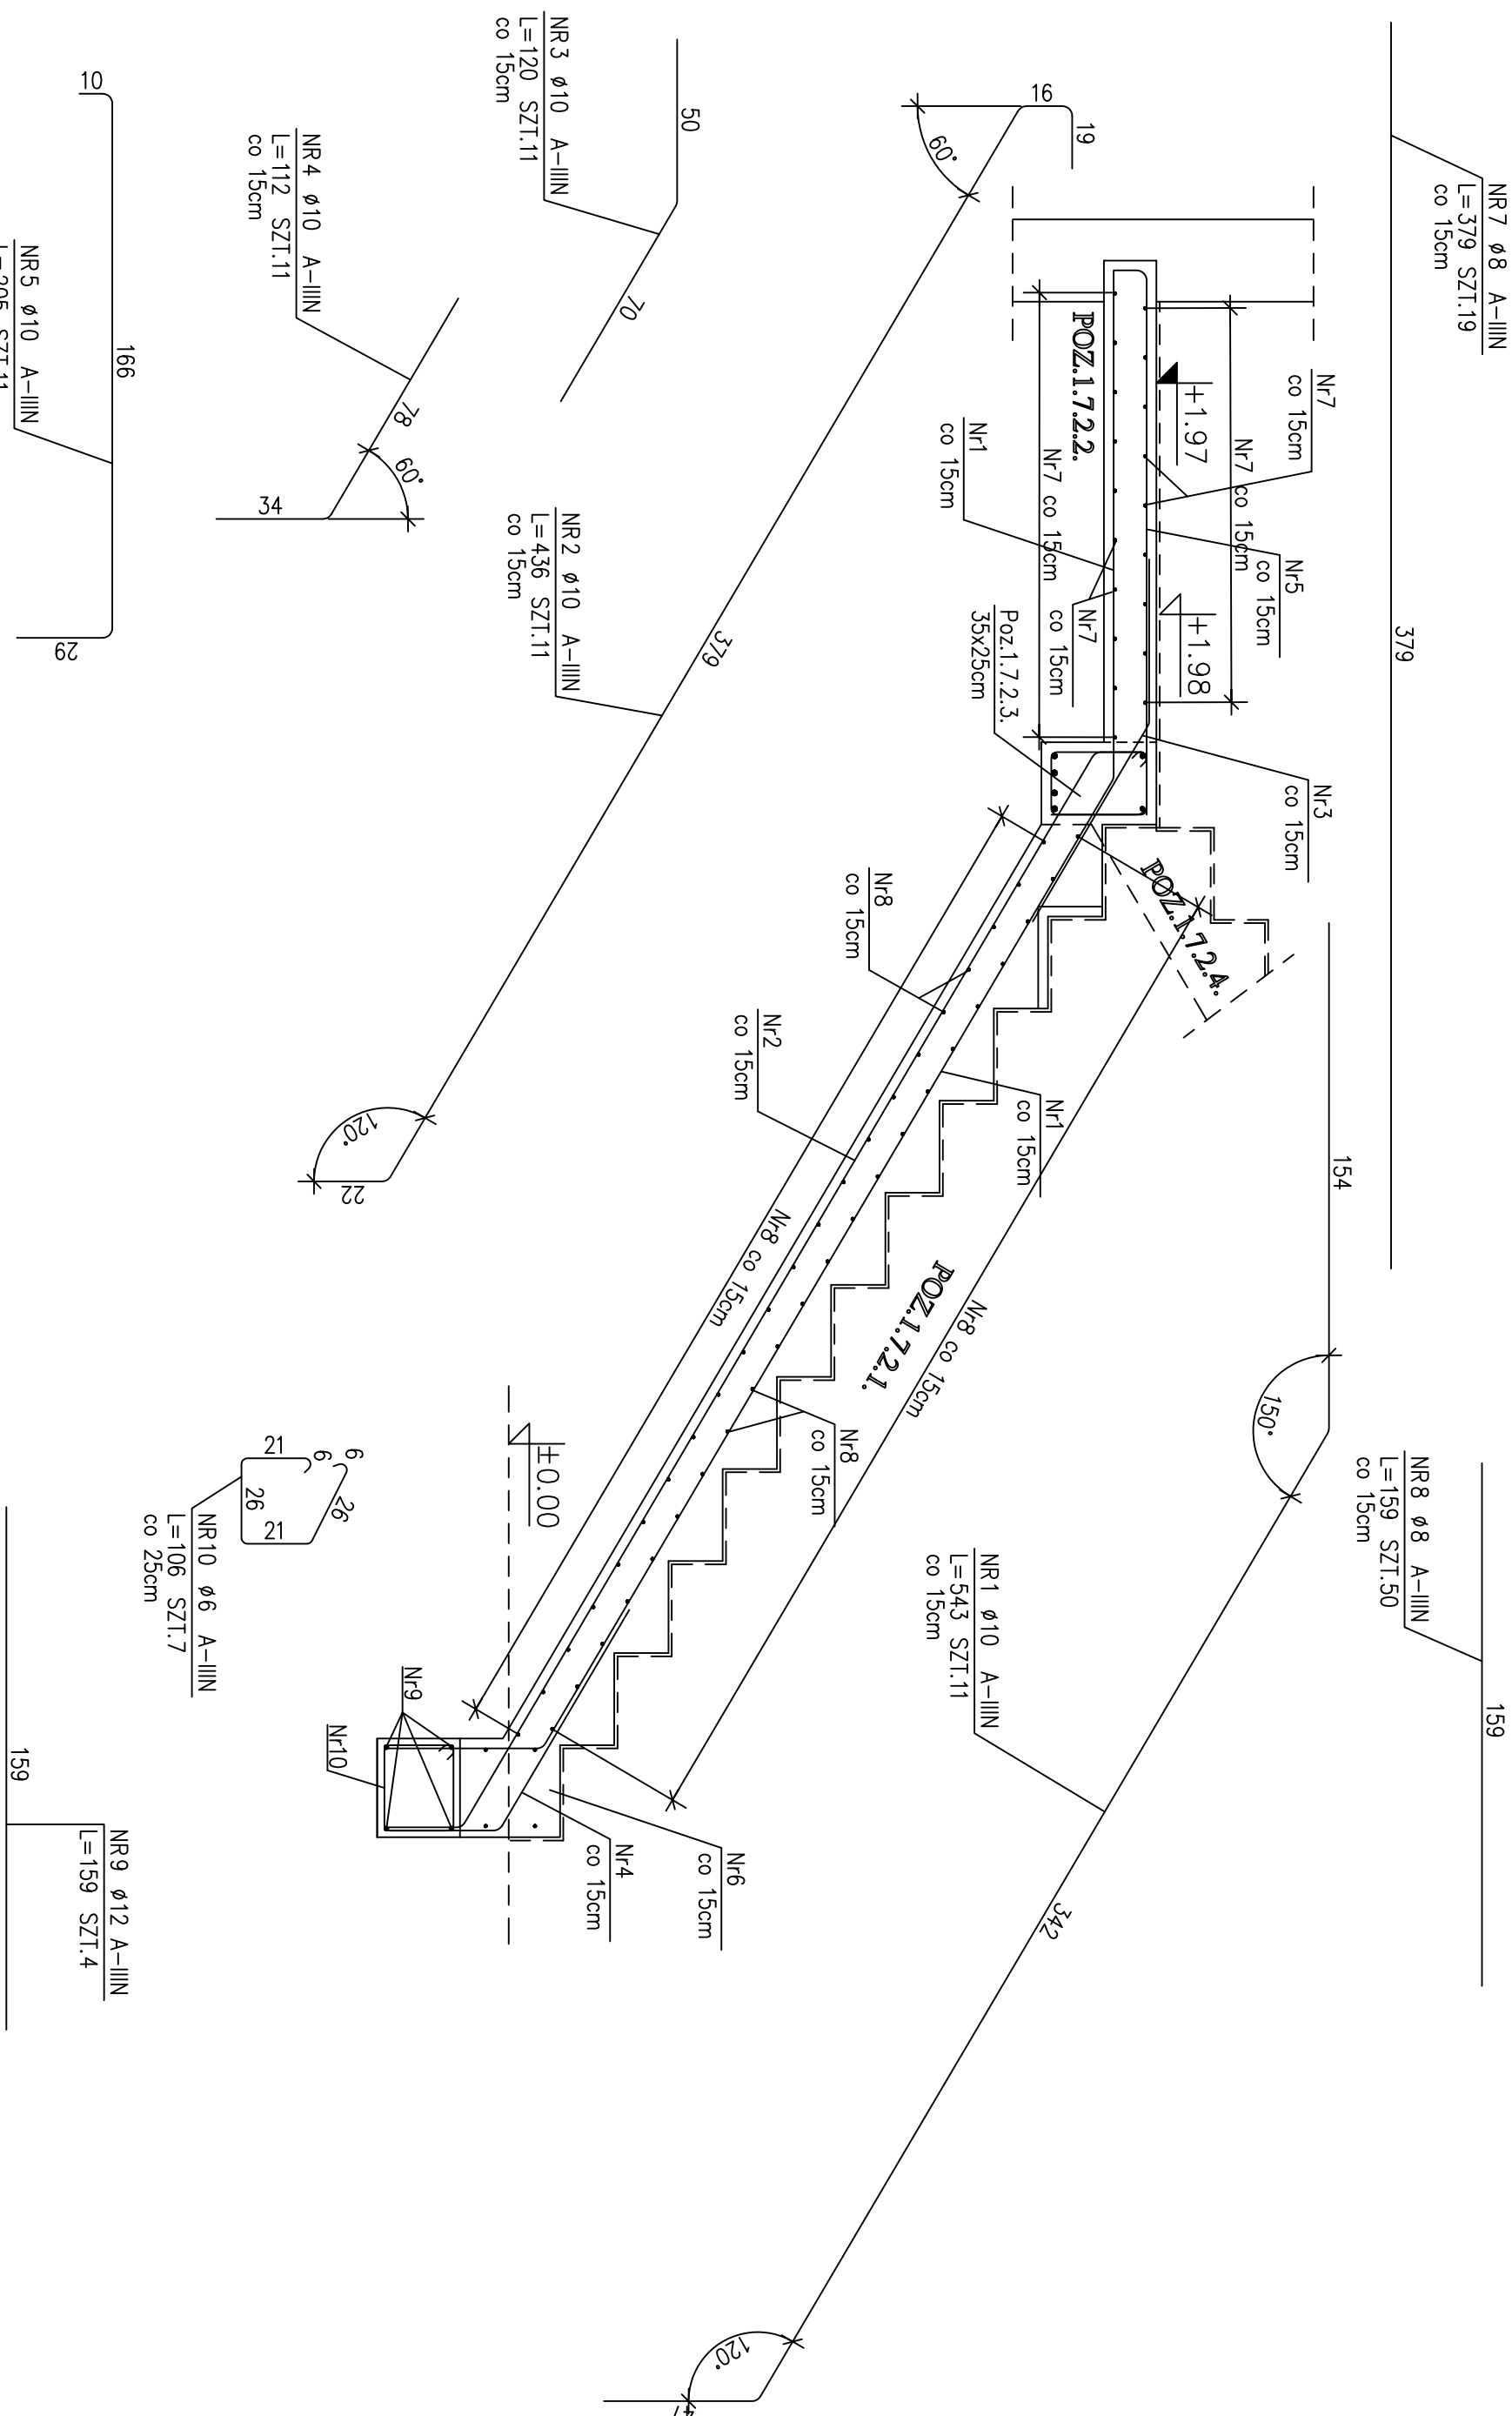 NR7 ø8 A-IIIN
L=379 SZT.19
co 15cm
379
NR8 ø8 A-IIIN
L=159 SZT.50
co 15cm
159
154
150°
NR1 ø10 A-IIIN
L=543 SZT.11
co 15cm
342
120°
16
19
60°
Nr7
co 15cm
Nr7 co 15cm
Nr5
co 15cm
+1.97
+1.98
POZ.1.7.2.2.
Nr7 co 15cm
Nr7
co 15cm
Nr1
co 15cm
Poz.1.7.2.3.
35x25cm
Nr3
co 15cm
POZ.1.7.2.4.
Nr8
co 15cm
Nr2
co 15cm
Nr1
co 15cm
Nr8 co 15cm
Nr8 co 15cm
POZ.1.7.2.1.
Nr8
co 15cm
±0.00
Nr6
co 15cm
Nr4
co 15cm
Nr9
Nr10
NR3 ø10 A-IIIN
L=120 SZT.11
co 15cm
50
70
NR2 ø10 A-IIIN
L=436 SZT.11
co 15cm
379
120°
22
NR4 ø10 A-IIIN
L=112 SZT.11
co 15cm
78
60°
34
NR5 ø10 A-IIIN
10
166
29
6
6
21
26
26
21
NR10 ø6 A-IIIN
L=106 SZT.7
co 25cm
NR9 ø12 A-IIIN
L=159 SZT.4
159